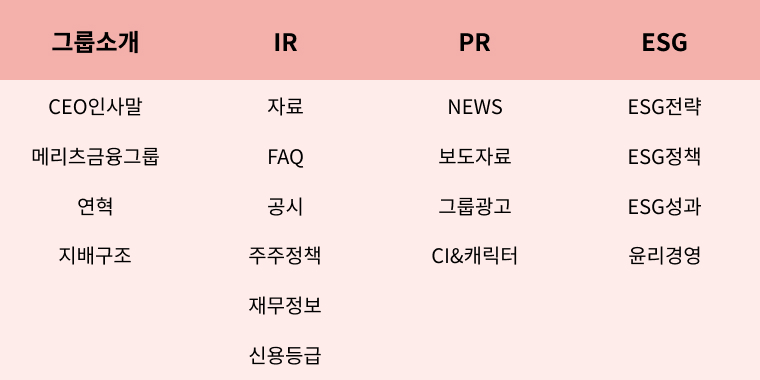 그룹소개 IR PR ESG
CEO인사말 자료 NEWS ESG전략
메리츠금융그룹 FAQ 보도자료 ESG정책
연혁 공시 그룹광고 ESG성과
지배구조 주주정책 CI&캐릭터 윤리경영
재무정보
신용등급